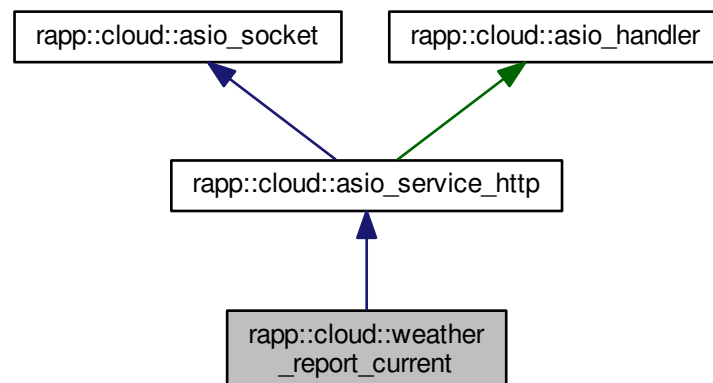 rapp::cloud::asio_socket
rapp::cloud::asio_handler
rapp::cloud::asio_service_http
rapp::cloud::weather
_report_current